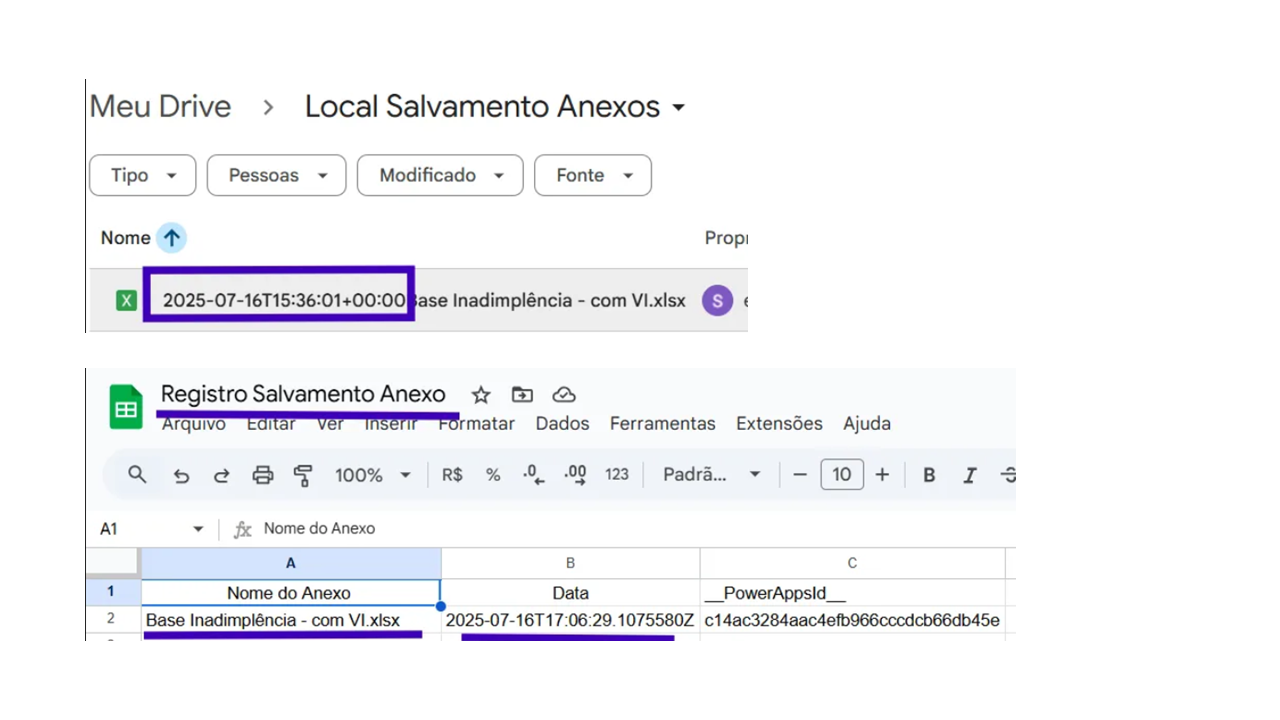 Meu Drive > Local Salvamento Anexos
Tipo Pessoas Modificado Fonte
Nome Propr
X 2025-07-16T15:36:01+00:00Base Inadimplência - com VI.xlsx S
Registro Salvamento Anexo
Arquivo Editar Ver Inserir Formatar Dados Ferramentas Extensões Ajuda
100% R$ % .0 .00 123 Padrã... − 10 + B I S
A1 fx Nome do Anexo
A B C
1 Nome do Anexo Data __PowerAppsId__
2 Base Inadimplência - com VI.xlsx 2025-07-16T17:06:29.1075580Z c14ac3284aac4efb966cccdcb66db45e